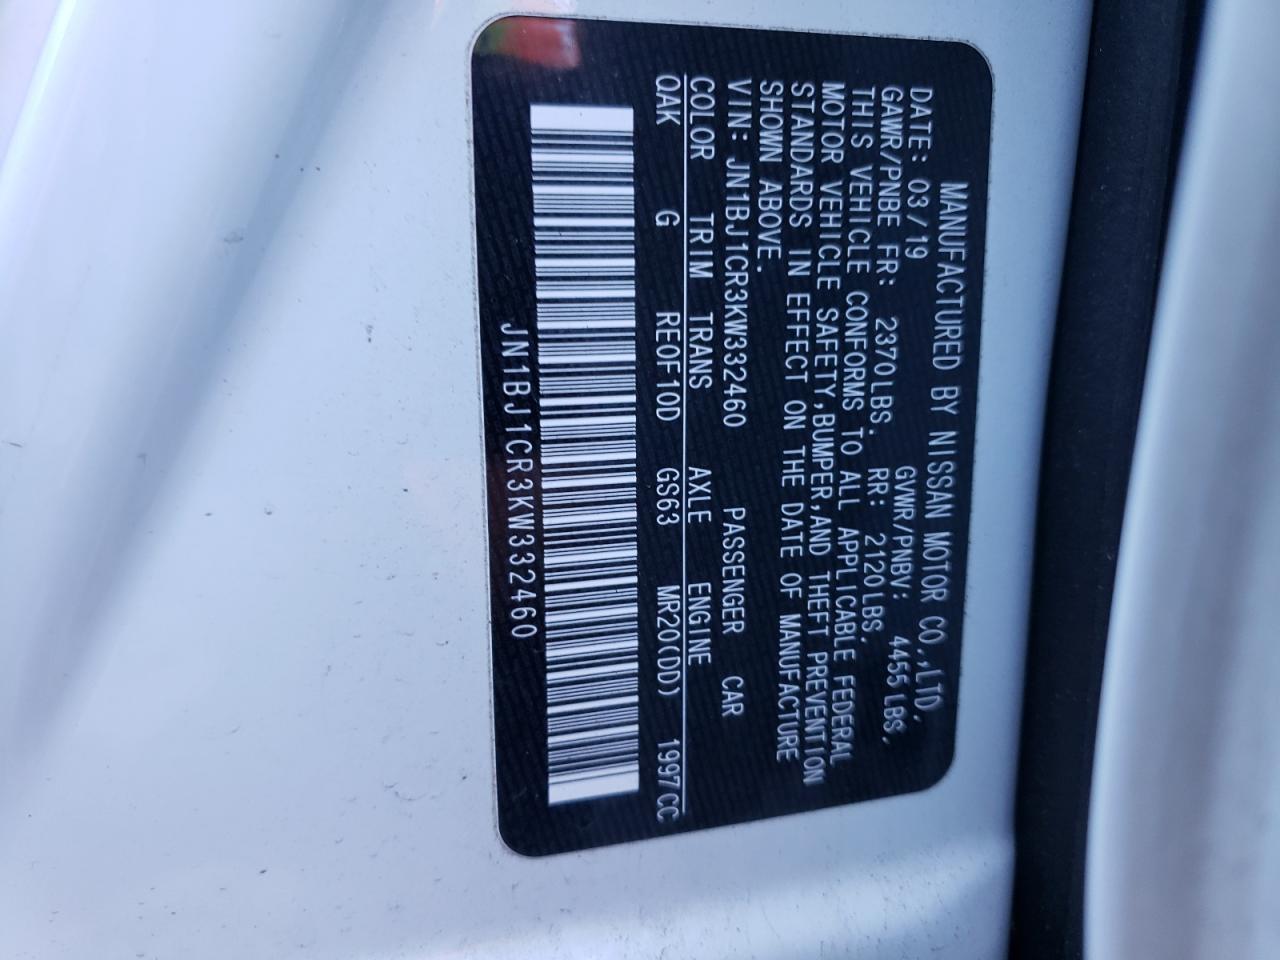 MANUFACTURED BY NISSAN MOTOR CO.,LTD.
DATE: 03/19 GVWR/PNBV: 4455LBS.
GAWR/PNBE FR: 2370LBS. RR: 2120LBS.
THIS VEHICLE CONFORMS TO ALL APPLICABLE FEDERAL
MOTOR VEHICLE SAFETY,BUMPER,AND THEFT PREVENTION
STANDARDS IN EFFECT ON THE DATE OF MANUFACTURE
SHOWN ABOVE.
VIN: JN1BJ1CR3KW332460 PASSENGER CAR
COLOR TRIM TRANS AXLE ENGINE
QAK G RE0F10D GS63 MR20(DD) 1997CC
JN1BJ1CR3KW332460